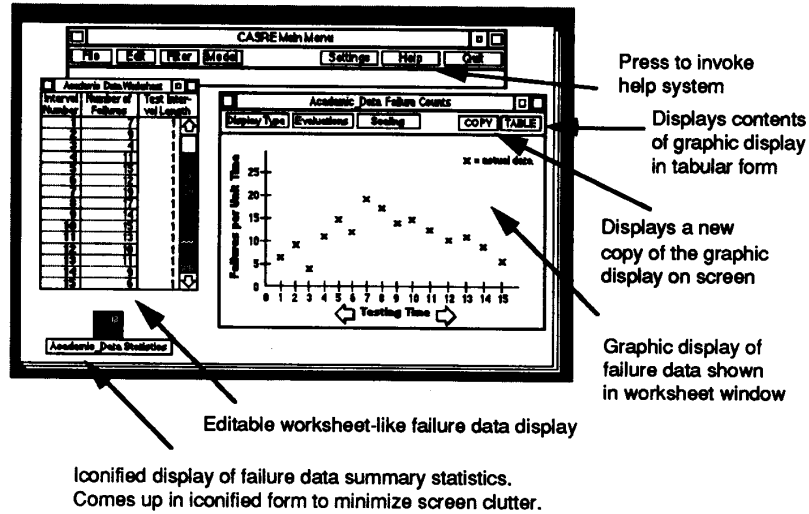 CASRE Main Menu
File Edit Filter Model Settings Help Quit
Press to invoke
help system
Academic Data Worksheet
Interval Number of Test Inter-
Number Failures val Length
Academic_Data Failure Counts
Display Type Evaluations Scaling COPY TABLE
Displays contents
of graphic display
in tabular form
x = actual data
Failures per Unit Time
25
20
15
10
5
0
0 1 2 3 4 5 6 7 8 9 10 11 12 13 14 15
Testing Time
Displays a new
copy of the graphic
display on screen
Graphic display of
failure data shown
in worksheet window
Academic_Data Statistics
Editable worksheet-like failure data display
Iconified display of failure data summary statistics.
Comes up in iconified form to minimize screen clutter.